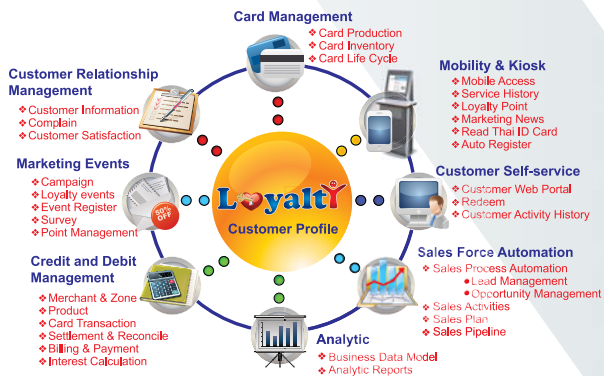 Card Management
❖ Card Production
❖ Card Inventory
❖ Card Life Cycle
Mobility & Kiosk
❖ Mobile Access
❖ Service History
❖ Loyalty Point
❖ Marketing News
❖ Read Thai ID Card
❖ Auto Register
Customer Self-service
❖ Customer Web Portal
❖ Redeem
❖ Customer Activity History
Sales Force Automation
❖ Sales Process Automation
● Lead Management
● Opportunity Management
❖ Sales Activities
❖ Sales Plan
❖ Sales Pipeline
Analytic
❖ Business Data Model
❖ Analytic Reports
Credit and Debit
Management
❖ Merchant & Zone
❖ Product
❖ Card Transaction
❖ Settlement & Reconcile
❖ Billing & Payment
❖ Interest Calculation
Marketing Events
❖ Campaign
❖ Loyalty events
❖ Event Register
❖ Survey
❖ Point Management
50%
OFF
Customer Relationship
Management
❖ Customer Information
❖ Complain
❖ Customer Satisfaction
Loyalty
Customer Profile